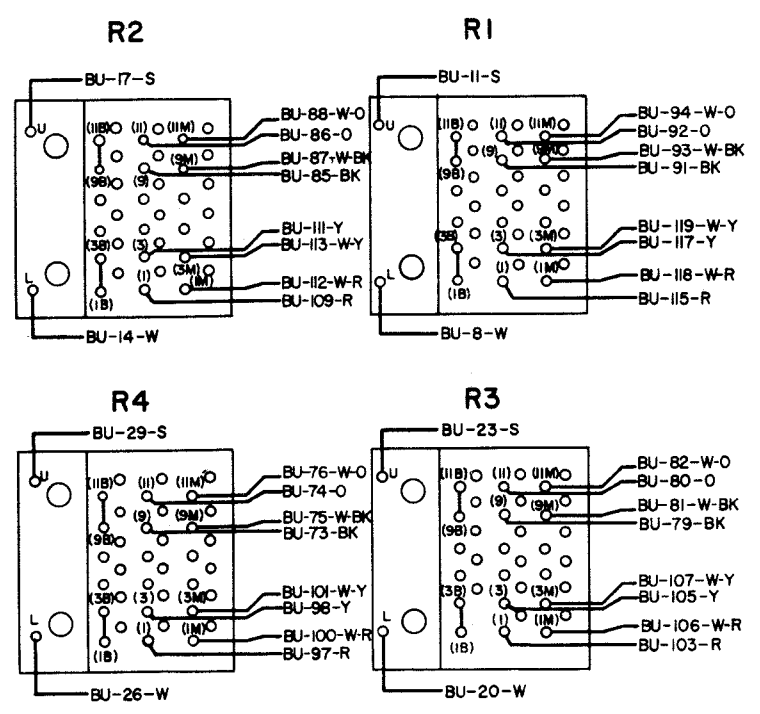 R2
BU-17-S
U
(11B)
(11)
(11M)
BU-88-W-O
BU-86-O
(9B)
(9)
(9M)
BU-87-W-BK
BU-85-BK
(3B)
(3)
(3M)
BU-111-Y
BU-113-W-Y
L
(1B)
(1)
(1M)
BU-112-W-R
BU-109-R
BU-14-W
R1
BU-11-S
U
(11B)
(11)
(11M)
BU-94-W-O
BU-92-O
(9B)
(9)
(9M)
BU-93-W-BK
BU-91-BK
(3B)
(3)
(3M)
BU-119-W-Y
BU-117-Y
L
(1B)
(1)
(1M)
BU-118-W-R
BU-115-R
BU-8-W
R4
BU-29-S
U
(11B)
(11)
(11M)
BU-76-W-O
BU-74-O
(9B)
(9)
(9M)
BU-75-W-BK
BU-73-BK
(3B)
(3)
(3M)
BU-101-W-Y
BU-98-Y
L
(1B)
(1)
(1M)
BU-100-W-R
BU-97-R
BU-26-W
R3
BU-23-S
U
(11B)
(11)
(11M)
BU-82-W-O
BU-80-O
(9B)
(9)
(9M)
BU-81-W-BK
BU-79-BK
(3B)
(3)
(3M)
BU-107-W-Y
BU-105-Y
L
(1B)
(1)
(1M)
BU-106-W-R
BU-103-R
BU-20-W